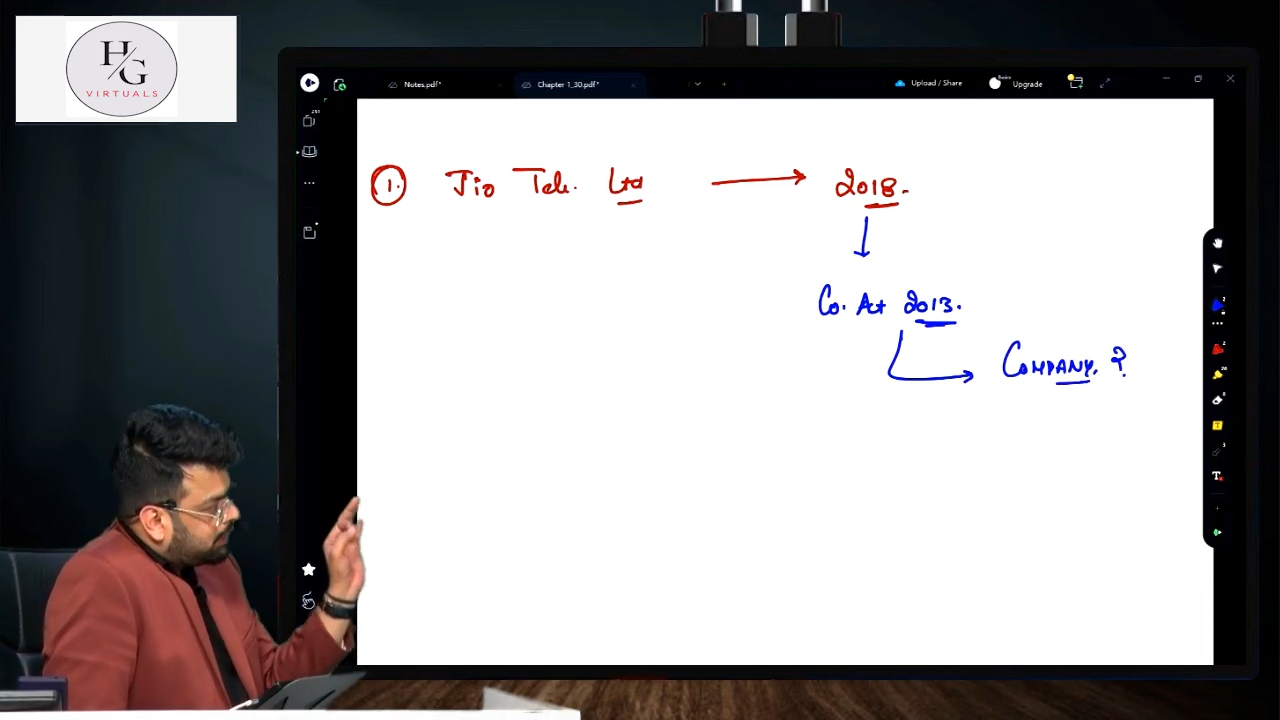 H/G
VIRTUALS
Notes.pdf*
Chapter 1_30.pdf*
Upload / Share
Upgrade
1. Jio Tele. Ltd → 2018.
Co. Act 2013.
COMPANY. ?